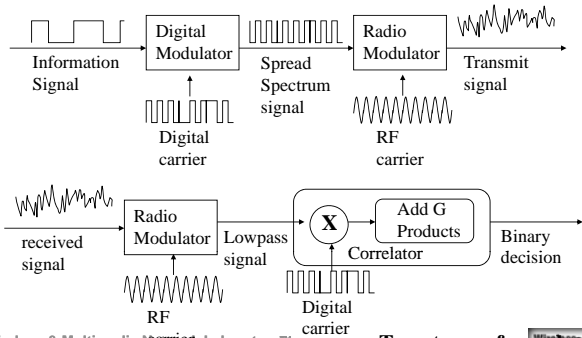 Digital
Modulator
Radio
Modulator
Information
Signal
Spread
Spectrum
signal
Transmit
signal
Digital
carrier
RF
carrier
Radio
Modulator
X
Add G
Products
received
signal
Lowpass
signal
Correlator
Binary
decision
RF
Digital
carrier